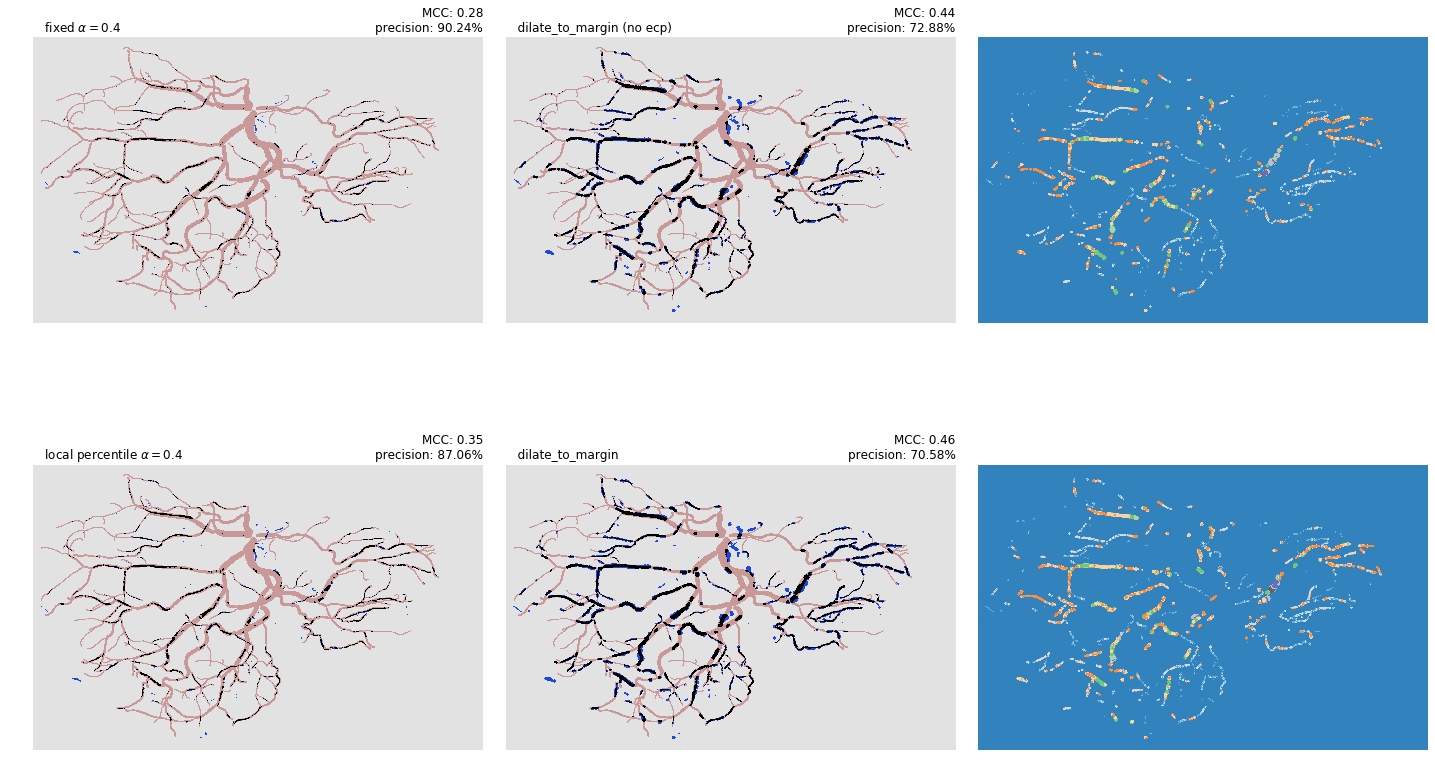 MCC: 0.28
fixed α = 0.4 precision: 90.24%
MCC: 0.44
dilate_to_margin (no ecp) precision: 72.88%
MCC: 0.35
local percentile α = 0.4 precision: 87.06%
MCC: 0.46
dilate_to_margin precision: 70.58%